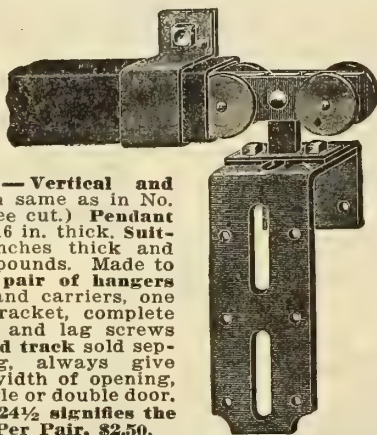 — Vertical and
same as in No.
ee cut.) Pendant
6 in. thick. Suit-
nches thick and
pounds. Made to
pair of hangers
and carriers, one
racket, complete
and lag screws
d track sold sep-
g, always give
width of opening,
le or double door.
24½ signifies the
Per Pair, $2.50.